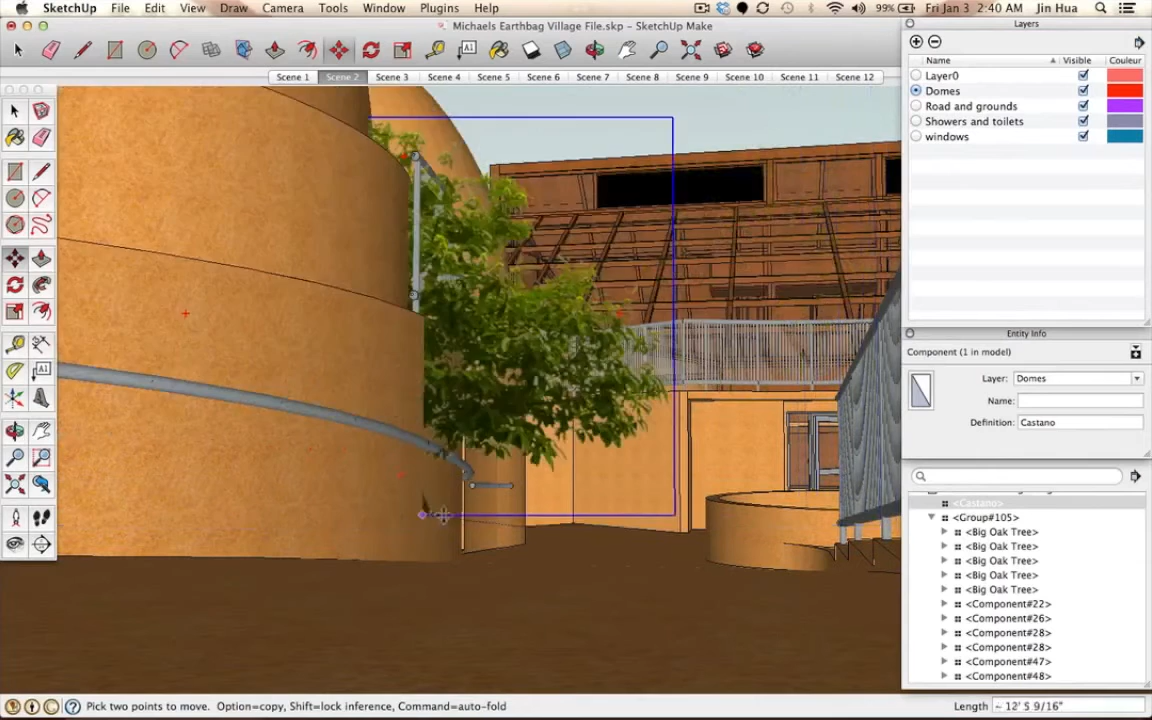 SketchUp File Edit View Draw Camera Tools Window Plugins Help 99% Fri Jan 3 2:40 AM Jin Hua
Michaels Earthbag Village File.skp - SketchUp Make
Scene 1 Scene 2 Scene 3 Scene 4 Scene 5 Scene 6 Scene 7 Scene 8 Scene 9 Scene 10 Scene 11 Scene 12
Layers
Name Visible Couleur
Layer0
Domes
Road and grounds
Showers and toilets
windows
Entity Info
Component (1 in model)
Layer: Domes
Name:
Definition: Castano
<Castano>
<Group#105>
<Big Oak Tree>
<Big Oak Tree>
<Big Oak Tree>
<Big Oak Tree>
<Big Oak Tree>
<Component#22>
<Component#26>
<Component#28>
<Component#28>
<Component#47>
<Component#48>
Pick two points to move. Option=copy, Shift=lock inference, Command=auto-fold
Length ~ 12' 5 9/16"